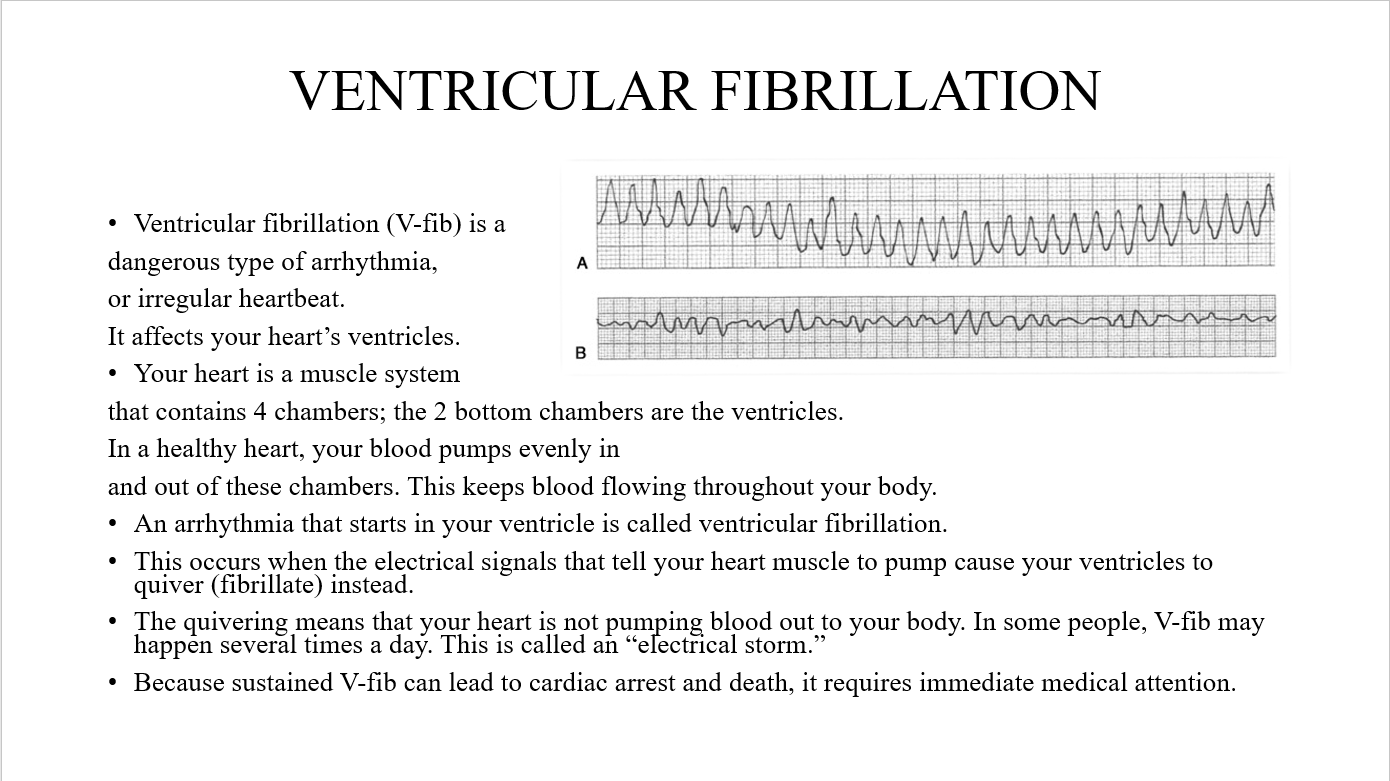 VENTRICULAR FIBRILLATION
• Ventricular fibrillation (V-fib) is a
dangerous type of arrhythmia,
or irregular heartbeat.
It affects your heart’s ventricles.
• Your heart is a muscle system
that contains 4 chambers; the 2 bottom chambers are the ventricles.
In a healthy heart, your blood pumps evenly in
and out of these chambers. This keeps blood flowing throughout your body.
• An arrhythmia that starts in your ventricle is called ventricular fibrillation.
• This occurs when the electrical signals that tell your heart muscle to pump cause your ventricles to
quiver (fibrillate) instead.
• The quivering means that your heart is not pumping blood out to your body. In some people, V-fib may
happen several times a day. This is called an “electrical storm.”
• Because sustained V-fib can lead to cardiac arrest and death, it requires immediate medical attention.
A
B